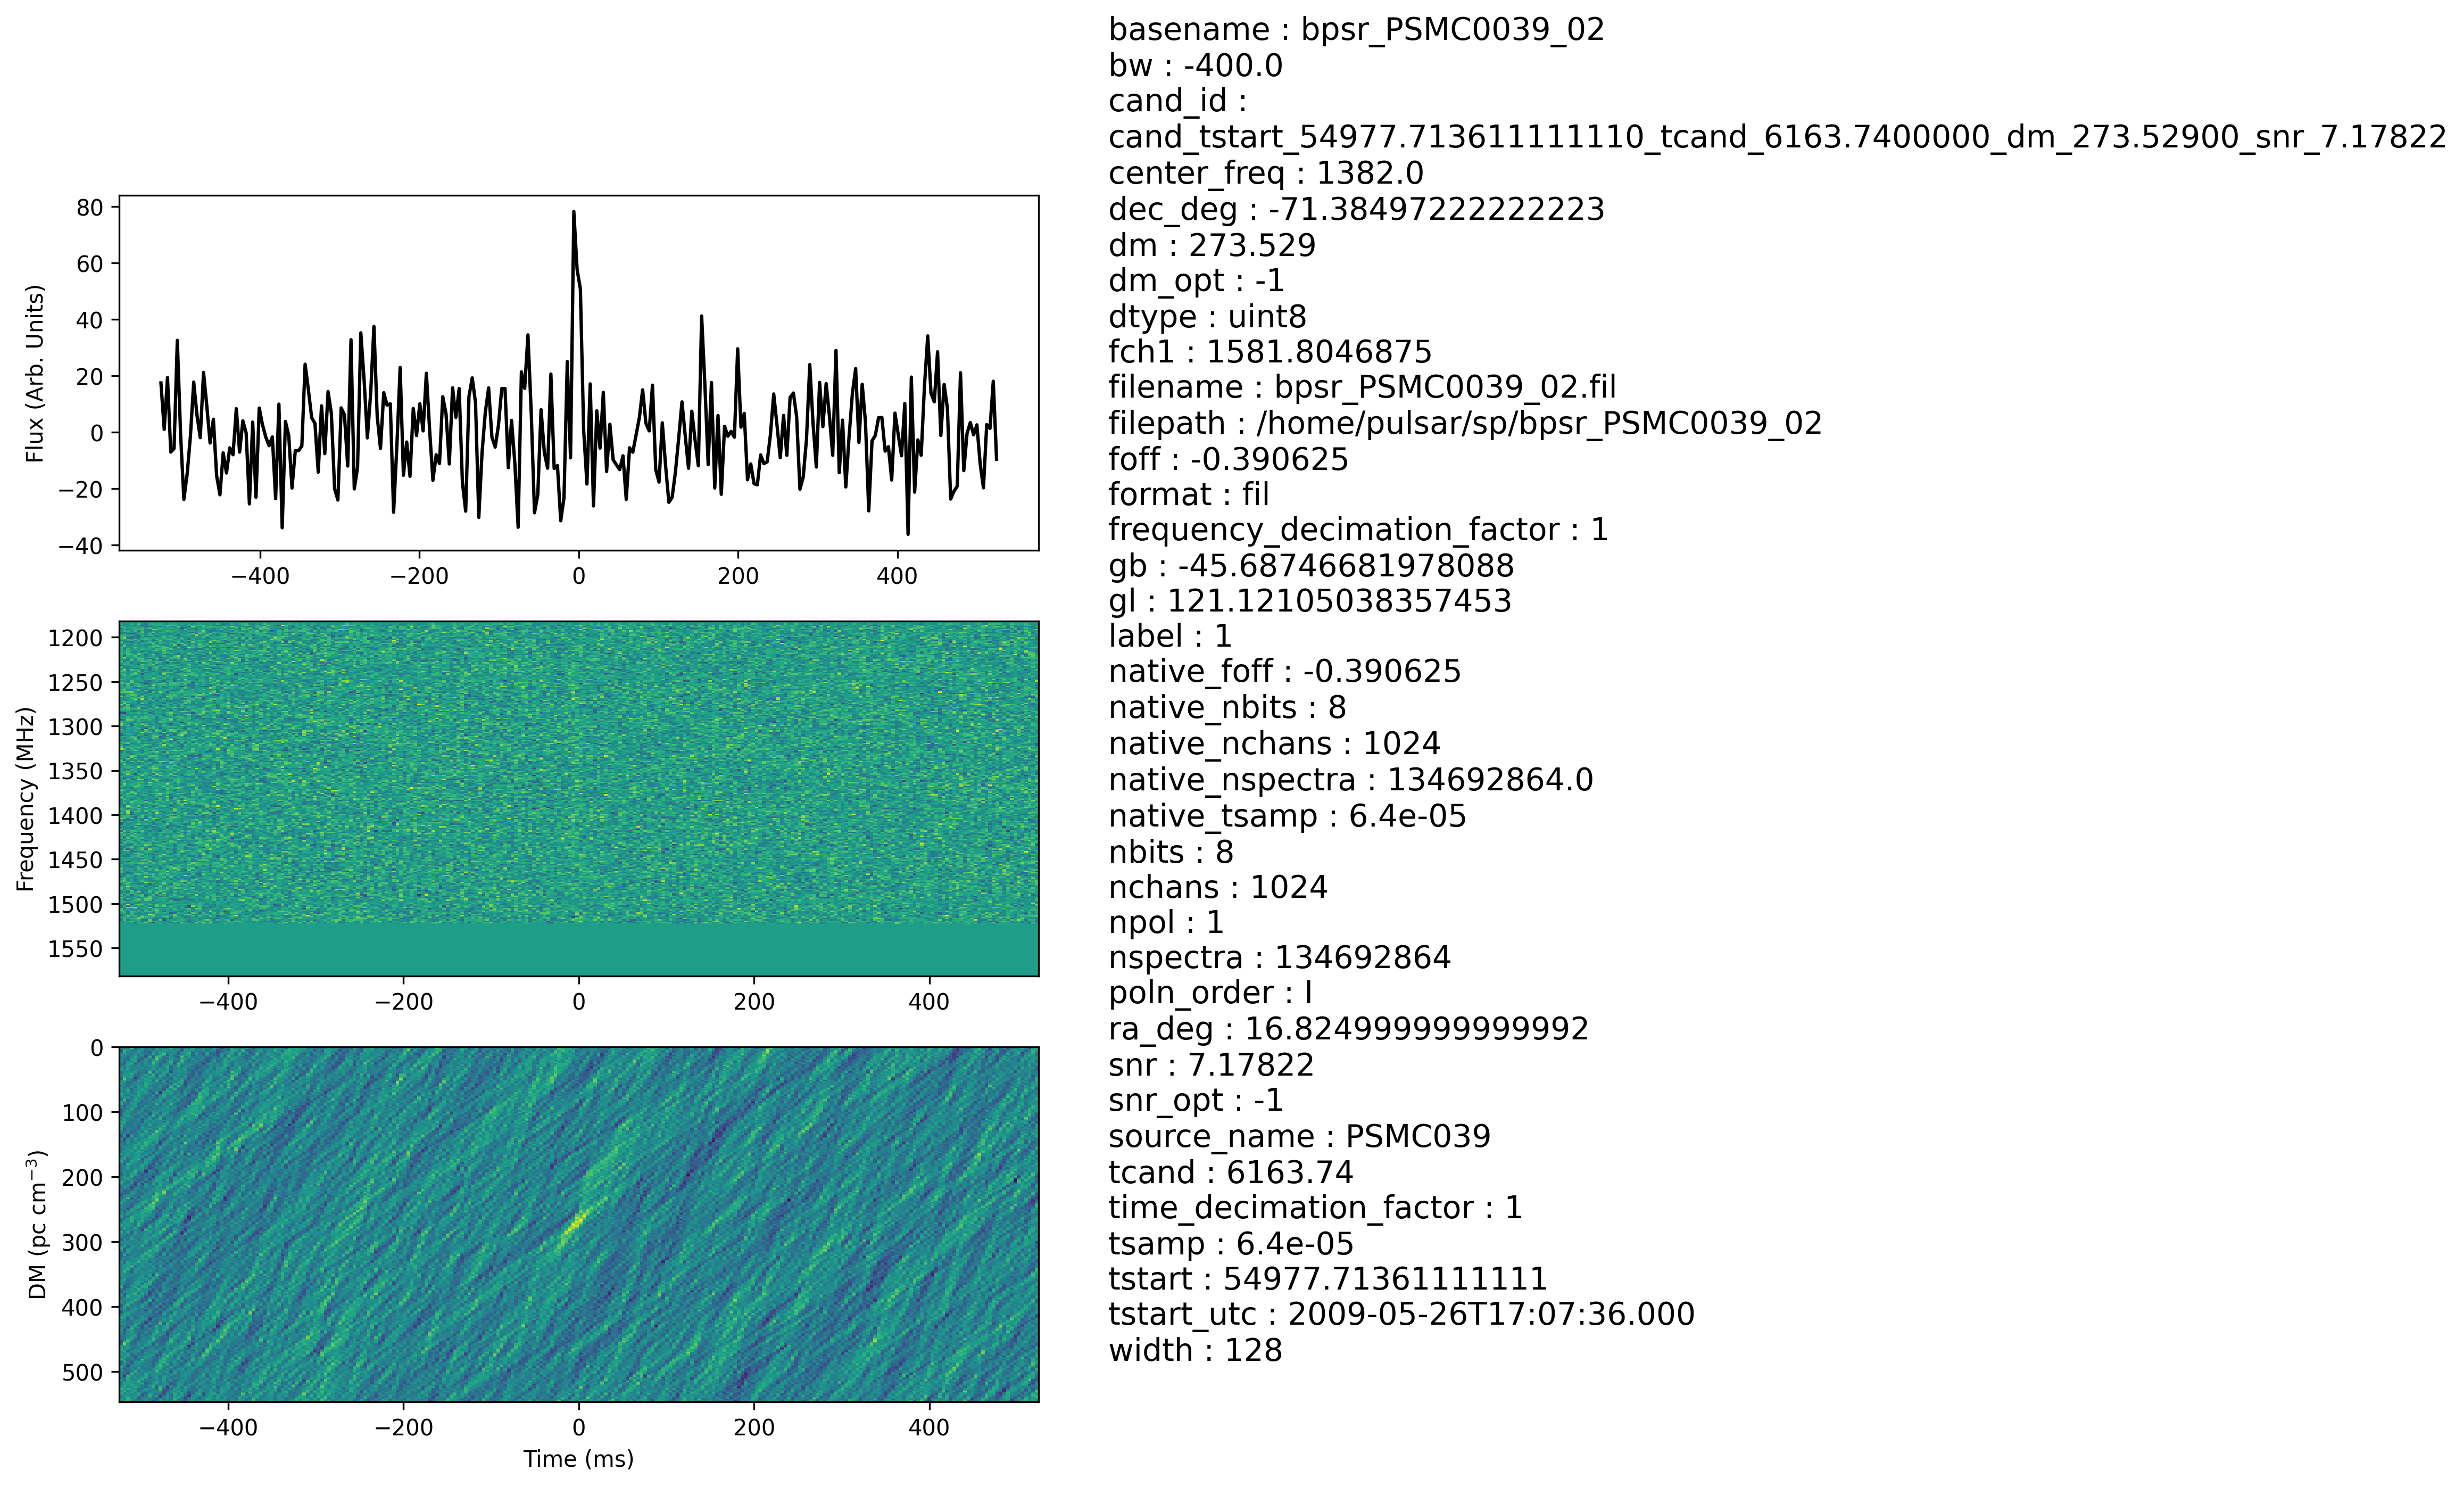 basename : bpsr_PSMC0039_02
bw : -400.0
cand_id :
cand_tstart_54977.713611111110_tcand_6163.7400000_dm_273.52900_snr_7.17822
center_freq : 1382.0
dec_deg : -71.38497222222223
dm : 273.529
dm_opt : -1
dtype : uint8
fch1 : 1581.8046875
filename : bpsr_PSMC0039_02.fil
filepath : /home/pulsar/sp/bpsr_PSMC0039_02
foff : -0.390625
format : fil
frequency_decimation_factor : 1
gb : -45.68746681978088
gl : 121.12105038357453
label : 1
native_foff : -0.390625
native_nbits : 8
native_nchans : 1024
native_nspectra : 134692864.0
native_tsamp : 6.4e-05
nbits : 8
nchans : 1024
npol : 1
nspectra : 134692864
poln_order : I
ra_deg : 16.824999999999992
snr : 7.17822
snr_opt : -1
source_name : PSMC039
tcand : 6163.74
time_decimation_factor : 1
tsamp : 6.4e-05
tstart : 54977.71361111111
tstart_utc : 2009-05-26T17:07:36.000
width : 128
Flux (Arb. Units)
80
60
40
20
0
−20
−40
−400 −200 0 200 400
Frequency (MHz)
1200
1250
1300
1350
1400
1450
1500
1550
−400 −200 0 200 400
DM (pc cm⁻³)
0
100
200
300
400
500
−400 −200 0 200 400
Time (ms)